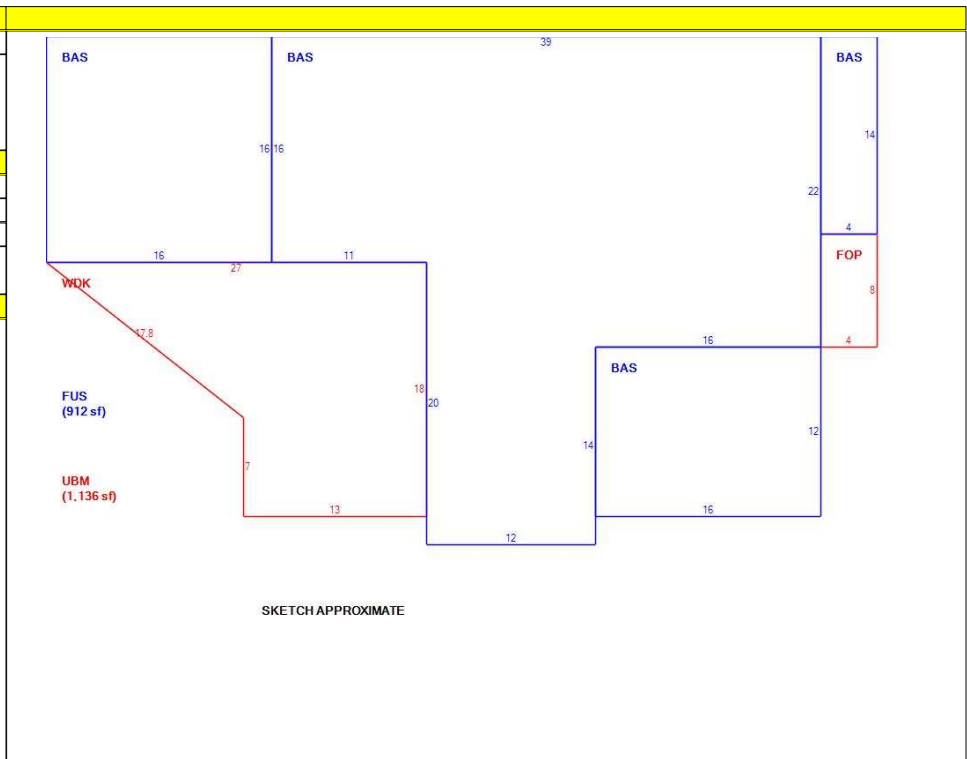 39
BAS
BAS
BAS
14
16
16
22
4
16
11
27
FOP
WDK
8
17.8
16
4
BAS
18
20
FUS
(912 sf)
12
14
7
UBM
(1,136 sf)
13
16
12
SKETCH APPROXIMATE